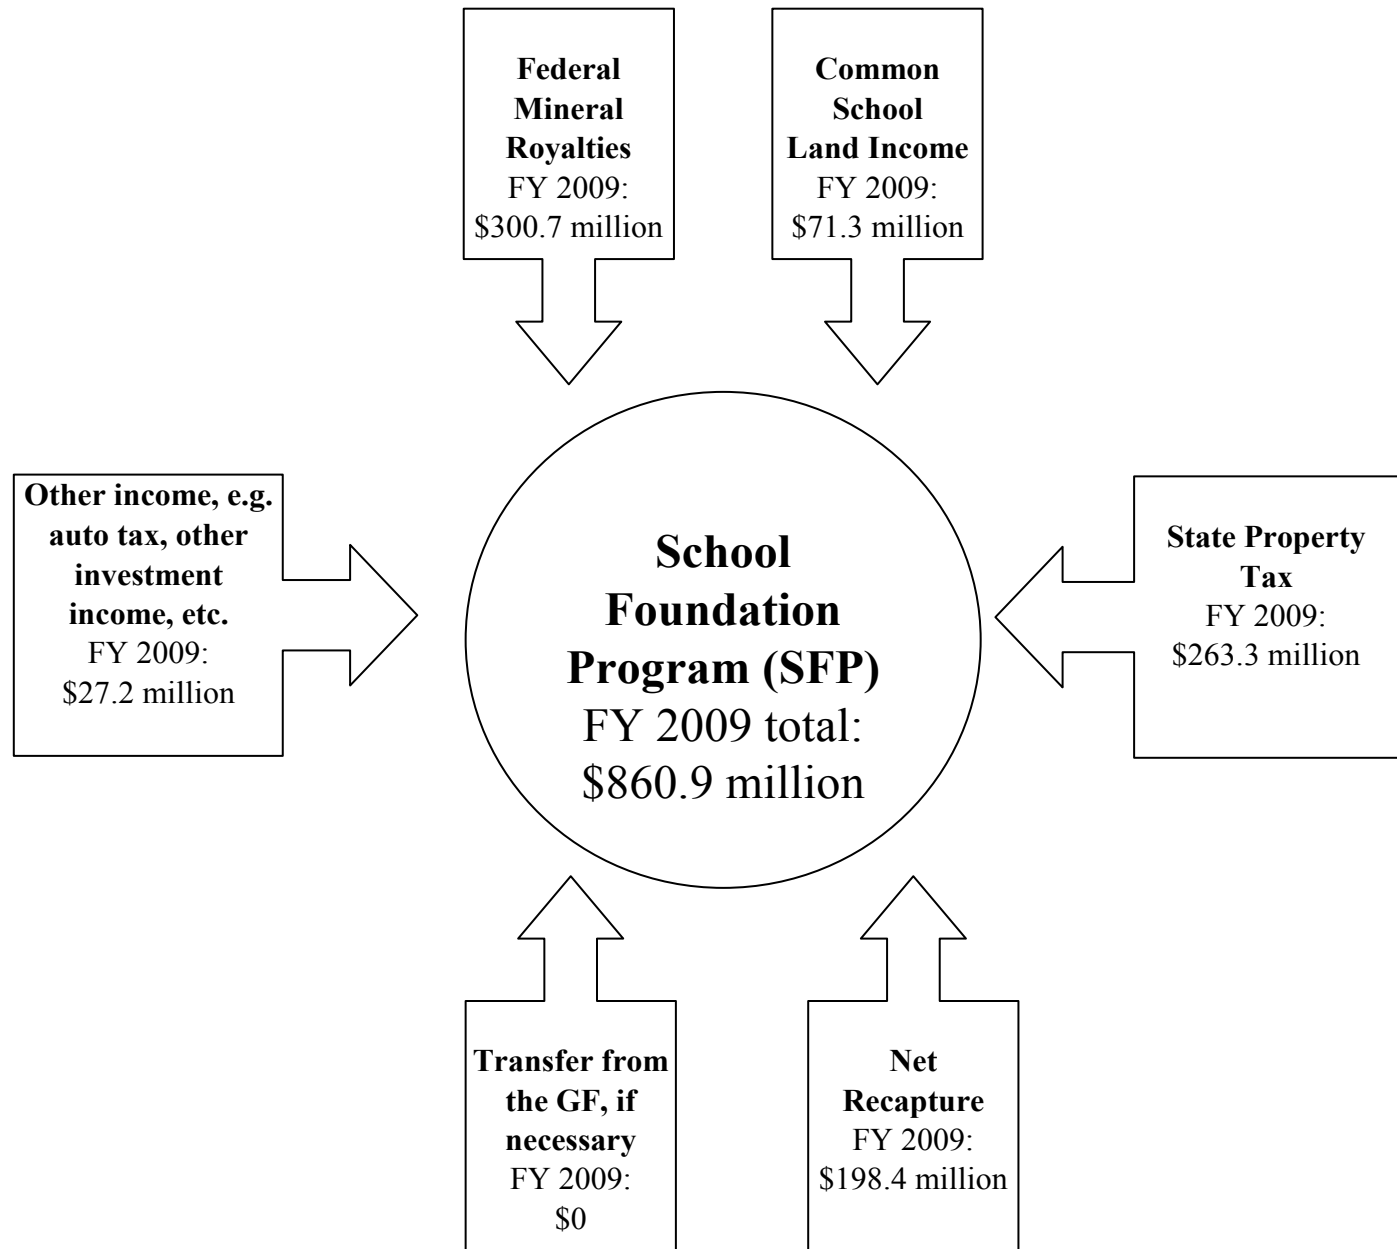 Federal
Mineral
Royalties
FY 2009:
$300.7 million
Common
School
Land Income
FY 2009:
$71.3 million
Other income, e.g.
auto tax, other
investment
income, etc.
FY 2009:
$27.2 million
School
Foundation
Program (SFP)
FY 2009 total:
$860.9 million
State Property
Tax
FY 2009:
$263.3 million
Transfer from
the GF, if
necessary
FY 2009:
$0
Net
Recapture
FY 2009:
$198.4 million